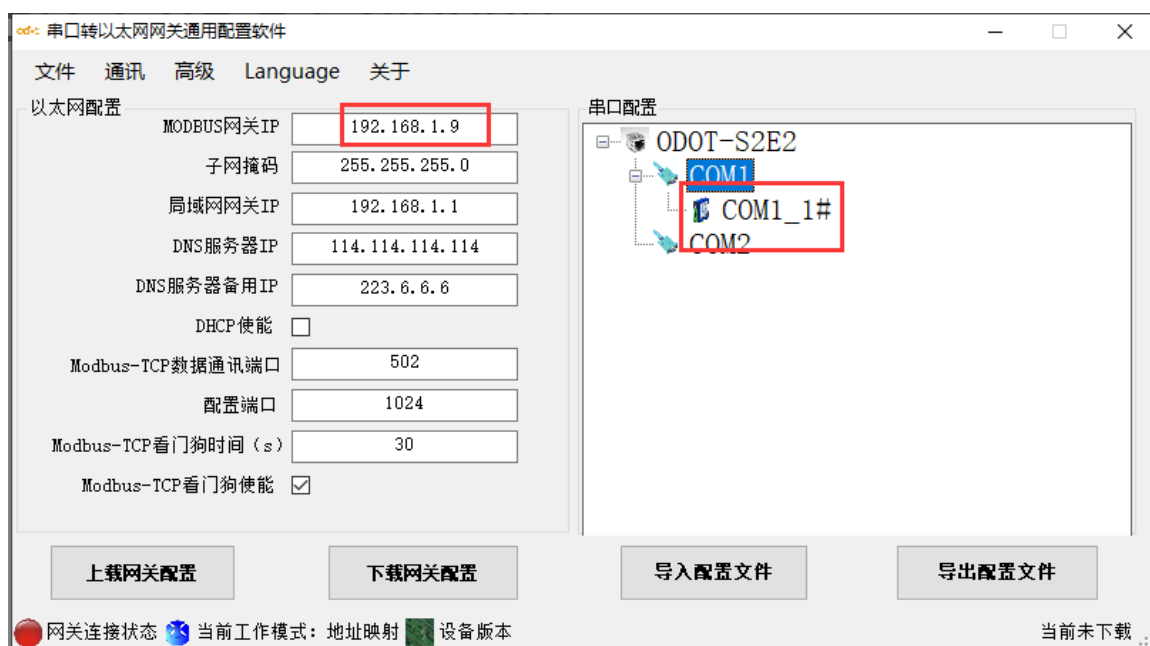 odot 串口转以太网网关通用配置软件
文件 通讯 高级 Language 关于
以太网配置
MODBUS网关IP 192.168.1.9
子网掩码 255.255.255.0
局域网网关IP 192.168.1.1
DNS服务器IP 114.114.114.114
DNS服务器备用IP 223.6.6.6
DHCP使能
Modbus-TCP数据通讯端口 502
配置端口 1024
Modbus-TCP看门狗时间（s） 30
Modbus-TCP看门狗使能
串口配置
ODOT-S2E2
COM1
COM1_1#
COM2
上载网关配置 下载网关配置 导入配置文件 导出配置文件
网关连接状态 当前工作模式：地址映射 设备版本 当前未下载